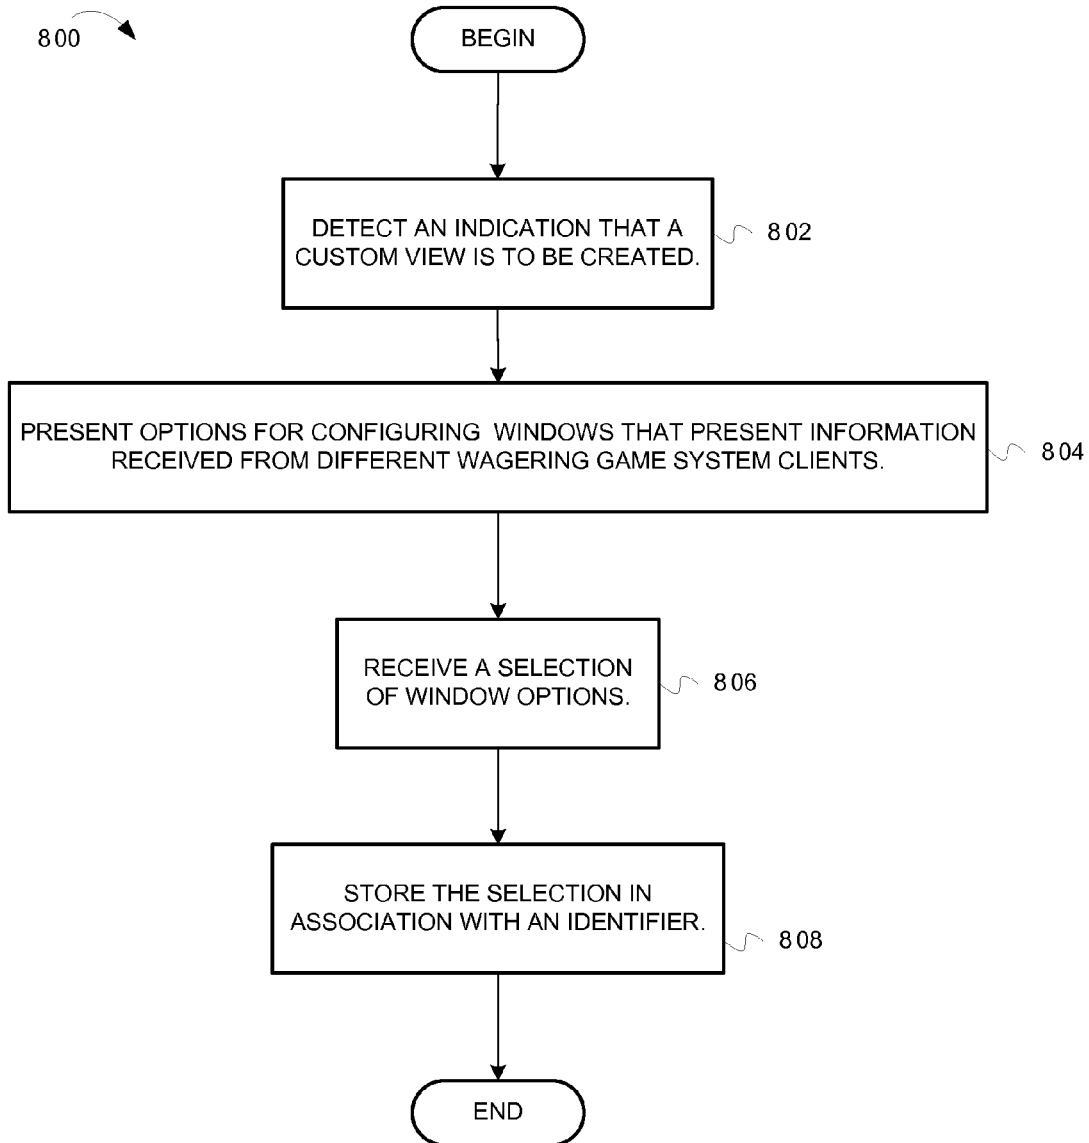 800
BEGIN
DETECT AN INDICATION THAT A
CUSTOM VIEW IS TO BE CREATED.
802
PRESENT OPTIONS FOR CONFIGURING WINDOWS THAT PRESENT INFORMATION
RECEIVED FROM DIFFERENT WAGERING GAME SYSTEM CLIENTS.
804
RECEIVE A SELECTION
OF WINDOW OPTIONS.
806
STORE THE SELECTION IN
ASSOCIATION WITH AN IDENTIFIER.
808
END